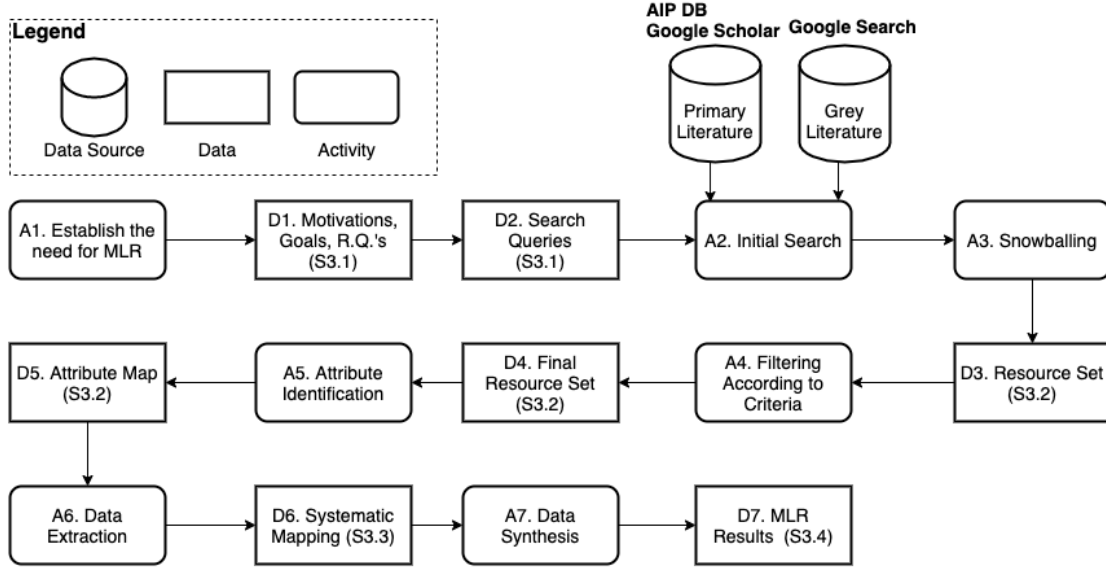 Legend
Data Source
Data
Activity
AIP DB
Google Scholar
Google Search
Primary
Literature
Grey
Literature
A1. Establish the
need for MLR
D1. Motivations,
Goals, R.Q.'s
(S3.1)
D2. Search
Queries
(S3.1)
A2. Initial Search
A3. Snowballing
D5. Attribute Map
(S3.2)
A5. Attribute
Identification
D4. Final
Resource Set
(S3.2)
A4. Filtering
According to
Criteria
D3. Resource Set
(S3.2)
A6. Data
Extraction
D6. Systematic
Mapping (S3.3)
A7. Data
Synthesis
D7. MLR
Results (S3.4)